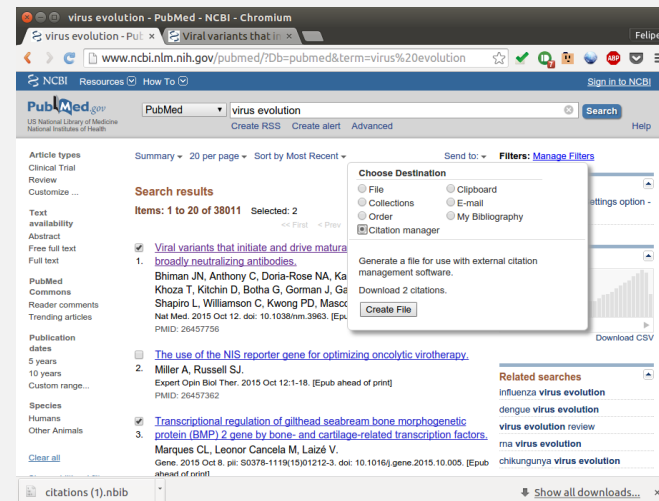 virus evolution - PubMed - NCBI - Chromium
virus evolution - Pub
Viral variants that in
Felipe
www.ncbi.nlm.nih.gov/pubmed/?Db=pubmed&term=virus%20evolution
NCBI Resources How To Sign in to NCBI
PubMed.gov
US National Library of Medicine
National Institutes of Health
PubMed virus evolution Search
Create RSS Create alert Advanced Help
Article types
Clinical Trial
Review
Customize ...
Text
availability
Abstract
Free full text
Full text
PubMed
Commons
Reader comments
Trending articles
Publication
dates
5 years
10 years
Custom range...
Species
Humans
Other Animals
Clear all
Summary 20 per page Sort by Most Recent Send to: Filters: Manage Filters
Search results
Items: 1 to 20 of 38011 Selected: 2
<< First < Prev
Viral variants that initiate and drive matura
1. broadly neutralizing antibodies.
Bhiman JN, Anthony C, Doria-Rose NA, Ka
Khoza T, Kitchin D, Botha G, Gorman J, Ga
Shapiro L, Williamson C, Kwong PD, Masco
Nat Med. 2015 Oct 12. doi: 10.1038/nm.3963. [Epu
PMID: 26457756
The use of the NIS reporter gene for optimizing oncolytic virotherapy.
2. Miller A, Russell SJ.
Expert Opin Biol Ther. 2015 Oct 12:1-18. [Epub ahead of print]
PMID: 26457362
Transcriptional regulation of gilthead seabream bone morphogenetic
3. protein (BMP) 2 gene by bone- and cartilage-related transcription factors.
Marques CL, Leonor Cancela M, Laizé V.
Gene. 2015 Oct 8. pii: S0378-1119(15)01212-3. doi: 10.1016/j.gene.2015.10.005. [Epub
ahead of print]
Choose Destination
File Clipboard
Collections E-mail
Order My Bibliography
Citation manager
Generate a file for use with external citation
management software.
Download 2 citations.
Create File
ettings option -
Download CSV
Related searches
influenza virus evolution
dengue virus evolution
virus evolution review
rna virus evolution
chikungunya virus evolution
citations (1).nbib
Show all downloads...